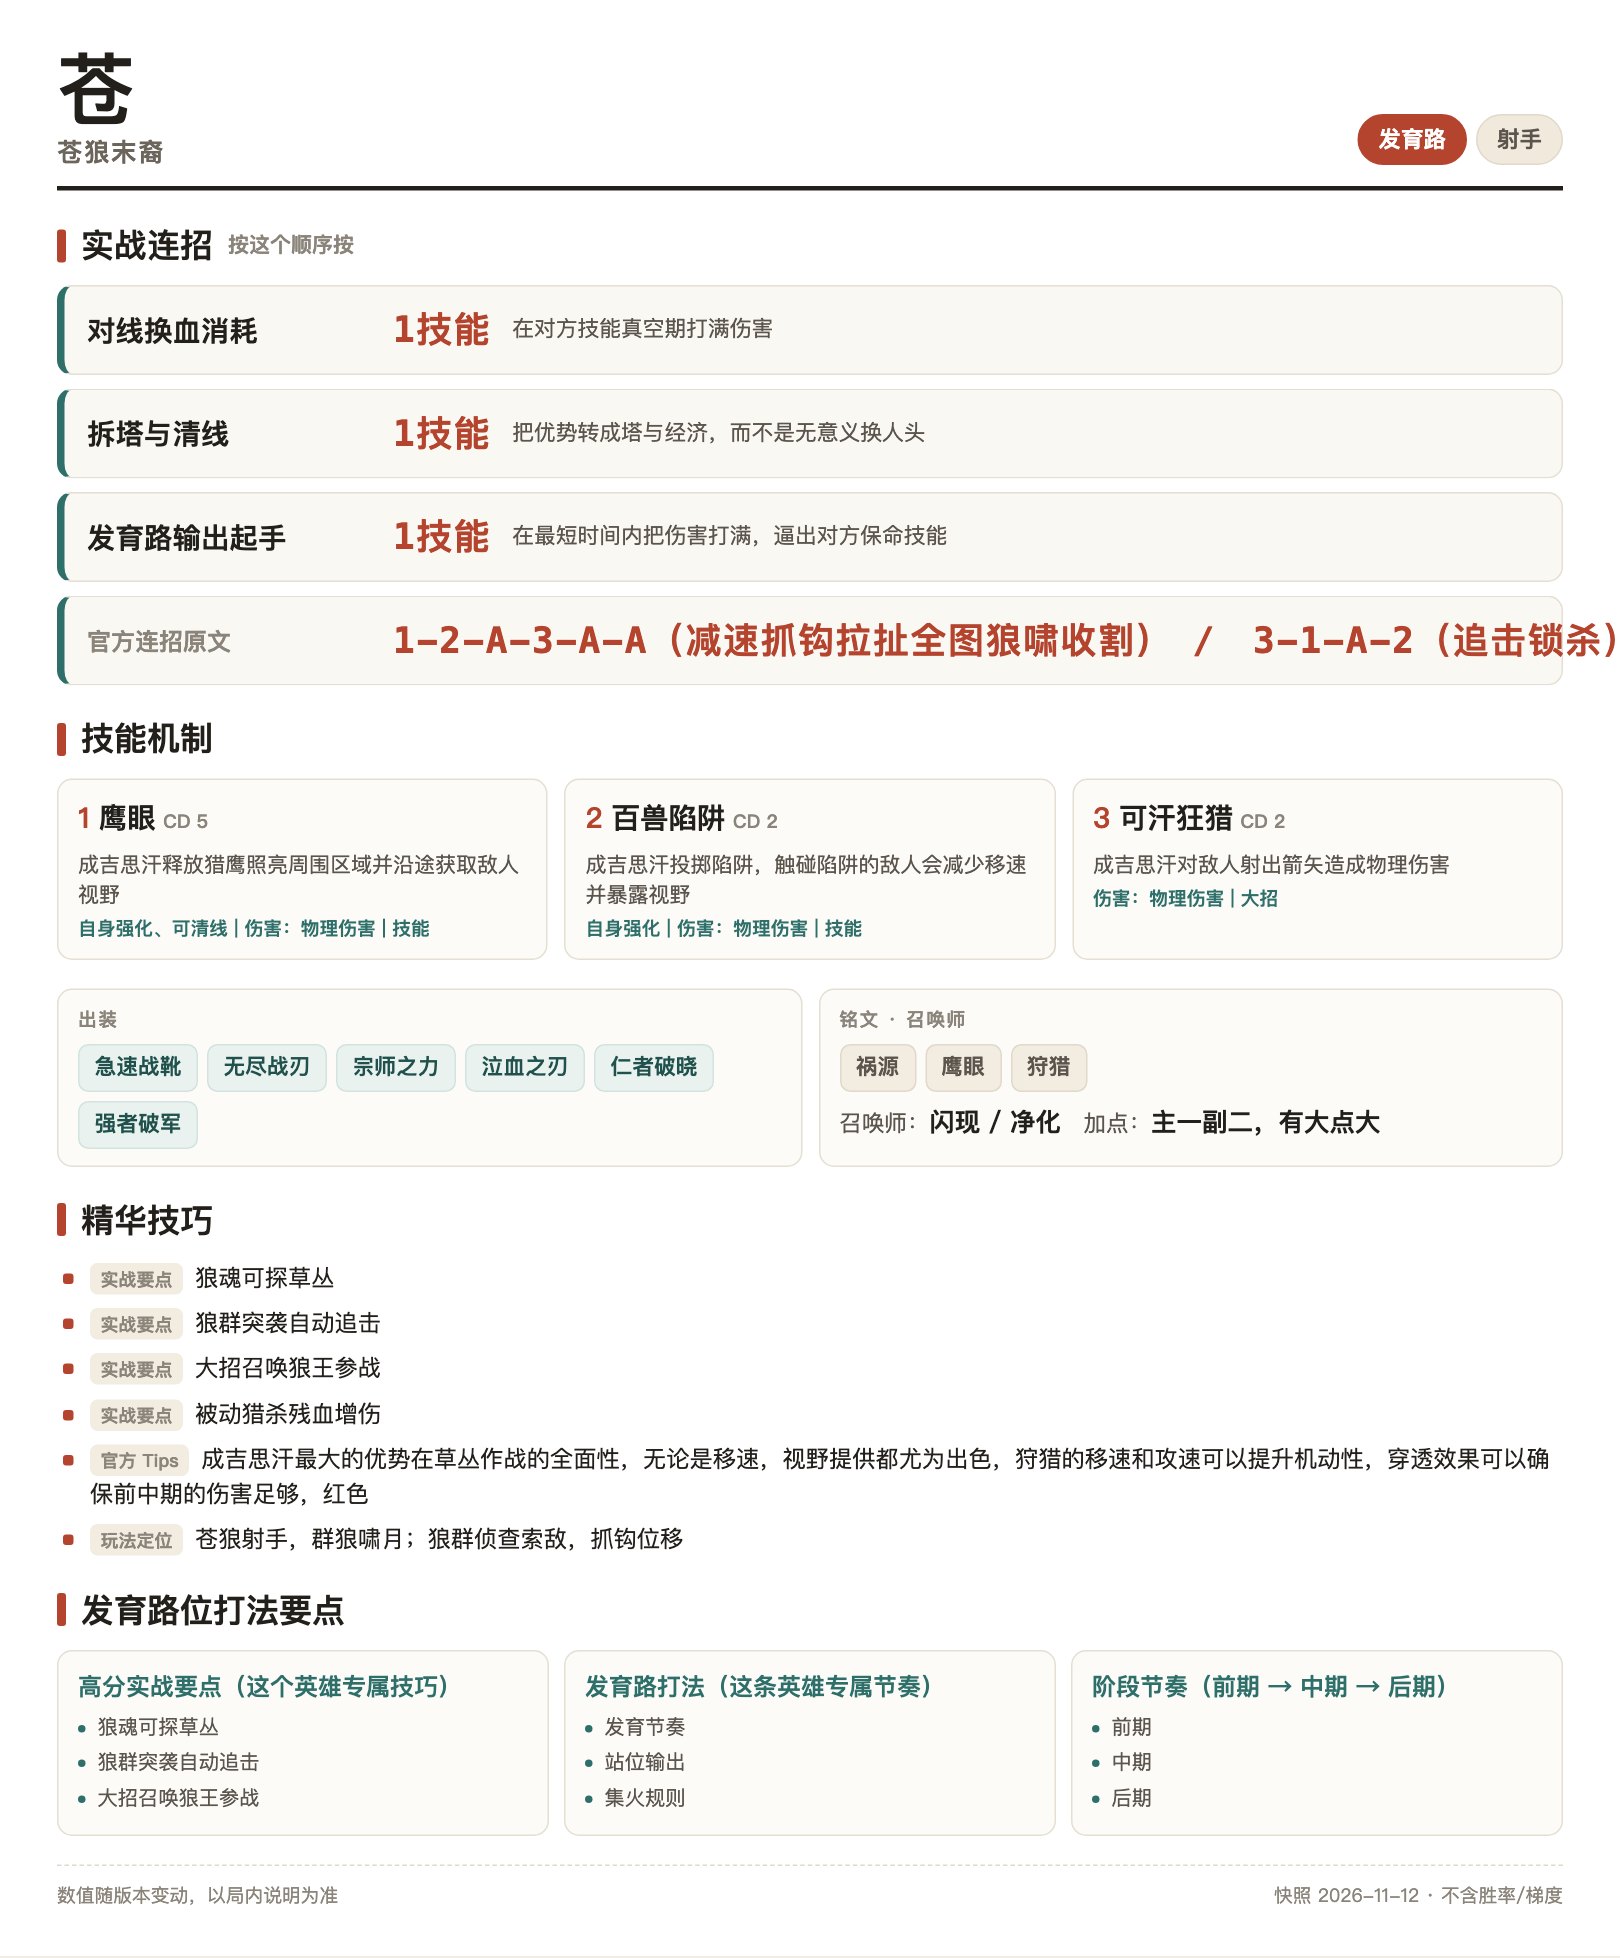 苍
苍狼末裔
发育路 射手
实战连招 按这个顺序按
对线换血消耗 1技能 在对方技能真空期打满伤害
拆塔与清线 1技能 把优势转成塔与经济，而不是无意义换人头
发育路输出起手 1技能 在最短时间内把伤害打满，逼出对方保命技能
官方连招原文 1-2-A-3-A-A（减速抓钩拉扯全图狼啸收割） / 3-1-A-2（追击锁杀）
技能机制
1 鹰眼 CD 5
成吉思汗释放猎鹰照亮周围区域并沿途获取敌人
视野
自身强化、可清线 | 伤害：物理伤害 | 技能
2 百兽陷阱 CD 2
成吉思汗投掷陷阱，触碰陷阱的敌人会减少移速
并暴露视野
自身强化 | 伤害：物理伤害 | 技能
3 可汗狂猎 CD 2
成吉思汗对敌人射出箭矢造成物理伤害
伤害：物理伤害 | 大招
出装
急速战靴 无尽战刃 宗师之力 泣血之刃 仁者破晓
强者破军
铭文 · 召唤师
祸源 鹰眼 狩猎
召唤师：闪现 / 净化 加点：主一副二，有大点大
精华技巧
实战要点 狼魂可探草丛
实战要点 狼群突袭自动追击
实战要点 大招召唤狼王参战
实战要点 被动猎杀残血增伤
官方 Tips 成吉思汗最大的优势在草丛作战的全面性，无论是移速，视野提供都尤为出色，狩猎的移速和攻速可以提升机动性，穿透效果可以确
保前中期的伤害足够，红色
玩法定位 苍狼射手，群狼啸月；狼群侦查索敌，抓钩位移
发育路位打法要点
高分实战要点（这个英雄专属技巧）
狼魂可探草丛
狼群突袭自动追击
大招召唤狼王参战
发育路打法（这条英雄专属节奏）
发育节奏
站位输出
集火规则
阶段节奏（前期 → 中期 → 后期）
前期
中期
后期
数值随版本变动，以局内说明为准
快照 2026-11-12 · 不含胜率/梯度